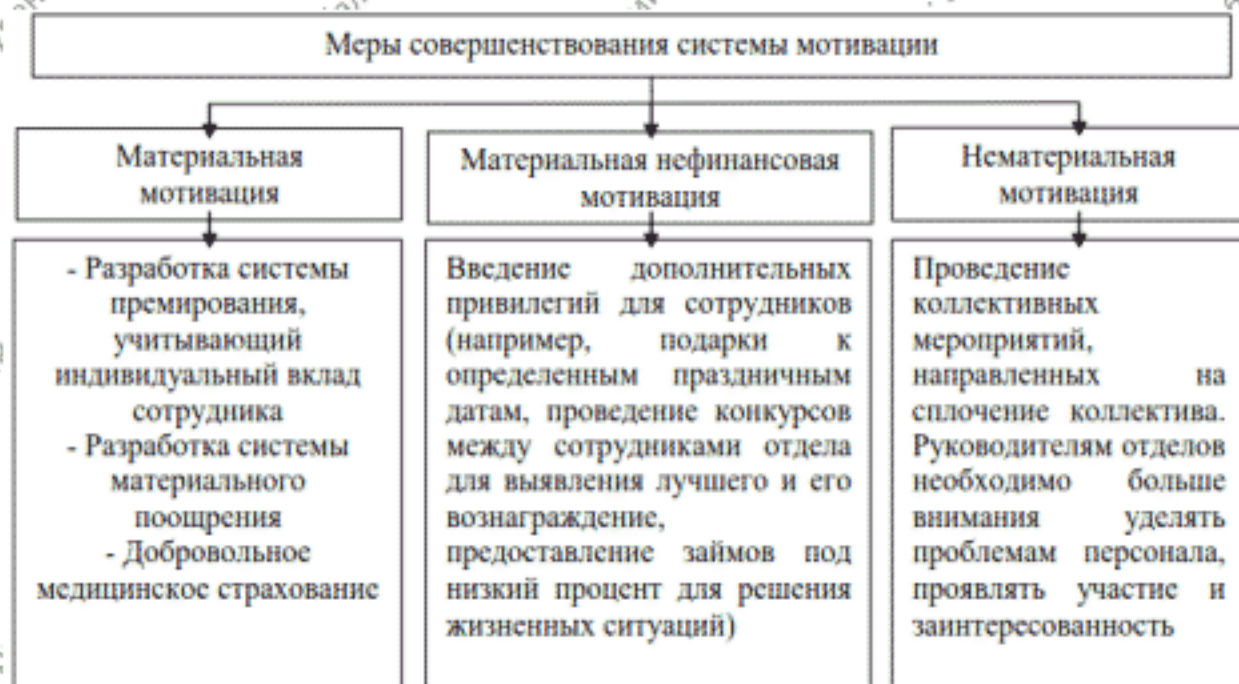 Меры совершенствования системы мотивации
Материальная
мотивация
Материальная нефинансовая
мотивация
Нематериальная
мотивация
- Разработка системы
премирования,
учитывающий
индивидуальный вклад
сотрудника
- Разработка системы
материального
поощрения
- Добровольное
медицинское страхование
Введение дополнительных
привилегий для сотрудников
(например, подарки к
определенным праздничным
датам, проведение конкурсов
между сотрудниками отдела
для выявления лучшего и его
вознаграждение,
предоставление займов под
низкий процент для решения
жизненных ситуаций)
Проведение
коллективных
мероприятий,
направленных на
сплочение коллектива.
Руководителям отделов
необходимо больше
внимания уделять
проблемам персонала,
проявлять участие и
заинтересованность